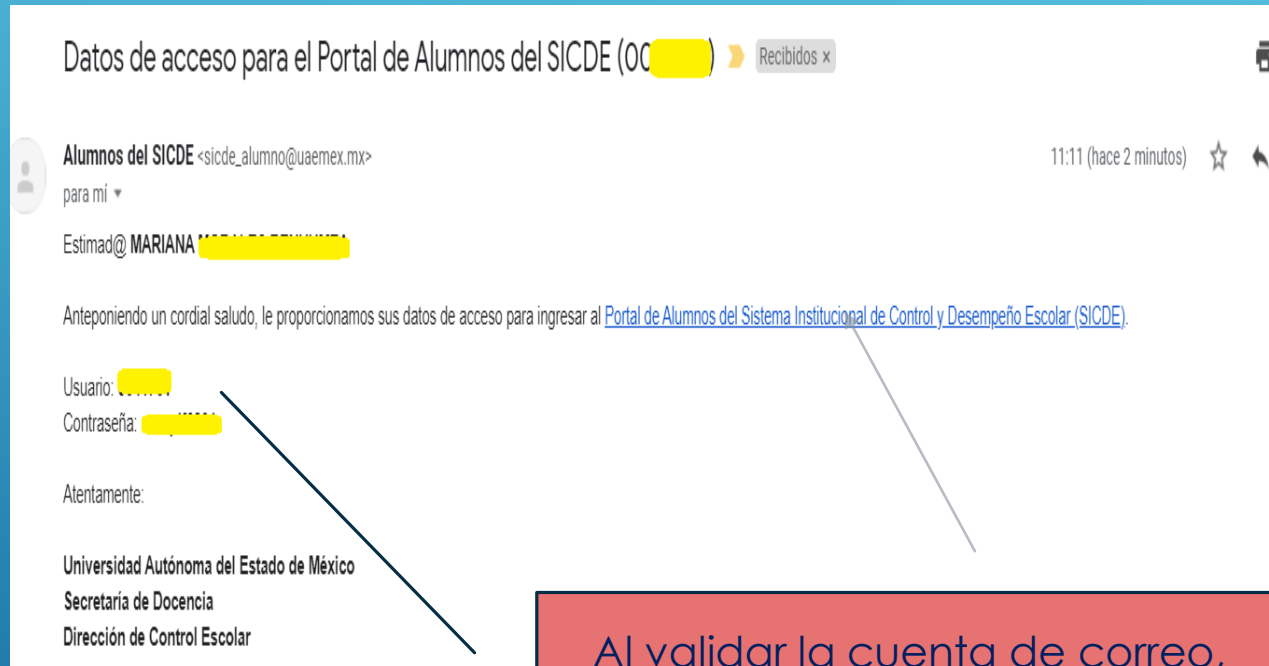 Datos de acceso para el Portal de Alumnos del SICDE (00 ) Recibidos x
Alumnos del SICDE <sicde_alumno@uaemex.mx> 11:11 (hace 2 minutos)
para mí
Estimad@ MARIANA
Anteponiendo un cordial saludo, le proporcionamos sus datos de acceso para ingresar al Portal de Alumnos del Sistema Institucional de Control y Desempeño Escolar (SICDE).
Usuario:
Contraseña:
Atentamente:
Universidad Autónoma del Estado de México
Secretaría de Docencia
Dirección de Control Escolar
Al validar la cuenta de correo,